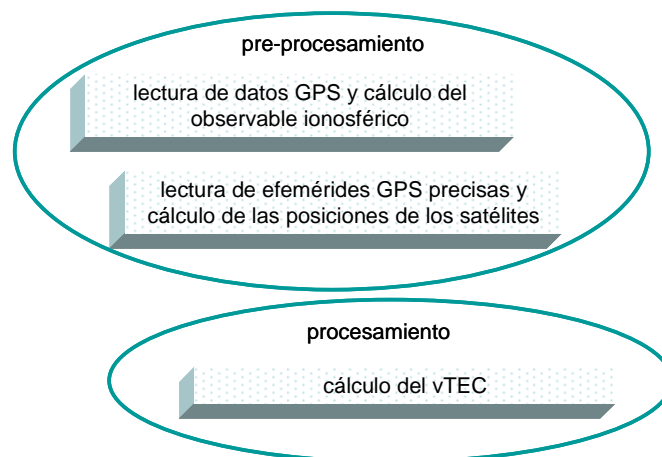 pre-procesamiento
lectura de datos GPS y cálculo del
observable ionosférico
lectura de efemérides GPS precisas y
cálculo de las posiciones de los satélites
procesamiento
cálculo del vTEC